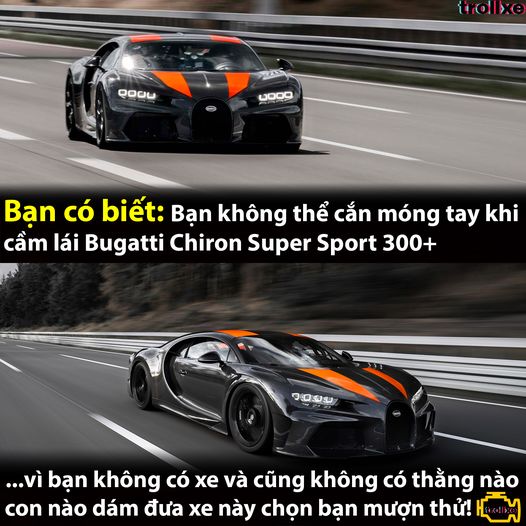 trollxe
Bạn có biết: Bạn không thể cắn móng tay khi
cầm lái Bugatti Chiron Super Sport 300+
...vì bạn không có xe và cũng không có thằng nào
con nào dám đưa xe này chọn bạn mượn thử!
trollxe